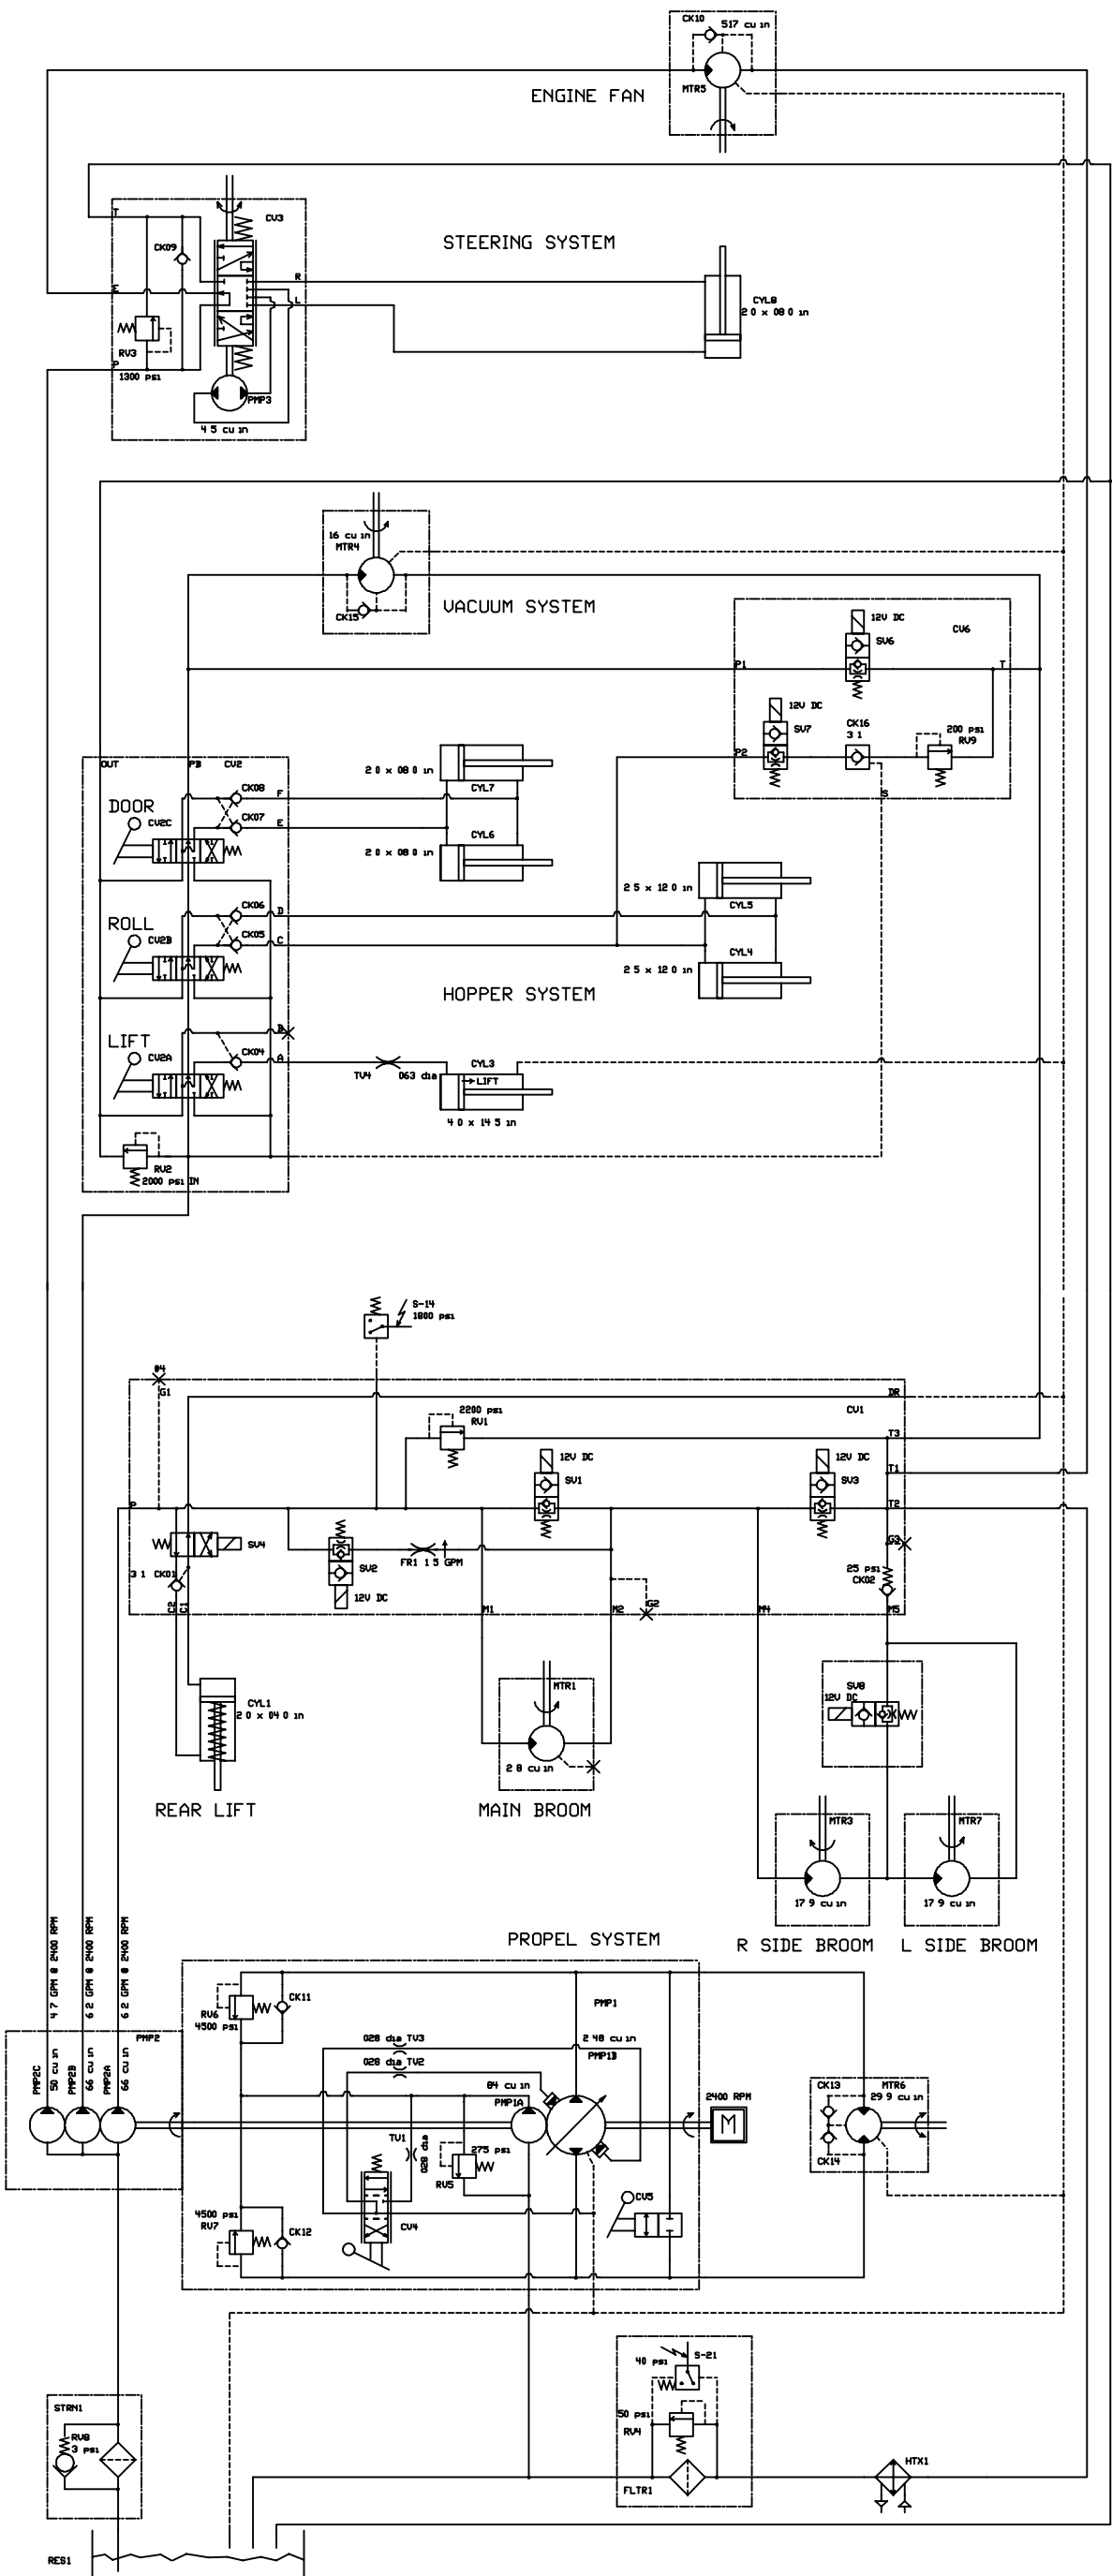 CK10
517 cu in
MTR5
ENGINE FAN
T
CV3
CK09
STEERING SYSTEM
R
E
L
CYL8
2 0 x 08 0 in
RV3
P
1300 psi
PMP3
4 5 cu in
16 cu in
MTR4
CK15
VACUUM SYSTEM
12V DC
SV6
CV6
P1
T
12V DC
SV7
CK16
3 1
200 psi
RV9
P2
S
OUT
PB
CV2
2 0 x 08 0 in
CYL7
CK08
F
DOOR
CV2C
CK07
E
CYL6
2 0 x 08 0 in
2 5 x 12 0 in
CYL5
CK06
D
ROLL
CV2B
CK05
C
CYL4
2 5 x 12 0 in
HOPPER SYSTEM
B
LIFT
CV2A
CK04
A
TV4
063 dia
CYL3
LIFT
4 0 x 14 5 in
RV2
2000 psi
IN
S-14
1800 psi
G4
G1
DR
CV1
2200 psi
RV1
T3
12V DC
SV1
12V DC
SV3
T1
P
T2
SV4
SV2
FR1 1 5 GPM
G3
25 psi
CK02
3 1 CK01
12V DC
C2
C1
M1
M2
G2
M4
M5
CYL1
2 0 x 04 0 in
MTR1
2 8 cu in
SV8
12V DC
REAR LIFT
MAIN BROOM
MTR3
MTR7
17 9 cu in
17 9 cu in
R SIDE BROOM
L SIDE BROOM
PROPEL SYSTEM
4 7 GPM @ 2400 RPM
6 2 GPM @ 2400 RPM
6 2 GPM @ 2400 RPM
CK11
RV6
4500 psi
PMP1
PMP2
028 dia TV3
2 48 cu in
PMP1B
028 dia TV2
PMP2C
50 cu in
PMP2B
66 cu in
PMP2A
66 cu in
84 cu in
PMP1A
2400 RPM
M
CK13
MTR6
29 9 cu in
CK14
TV1
028 dia
275 psi
RV5
4500 psi
RV7
CK12
CV4
CV5
40 psi
S-21
50 psi
RV4
STRN1
RV8
3 psi
FLTR1
HTX1
RES1